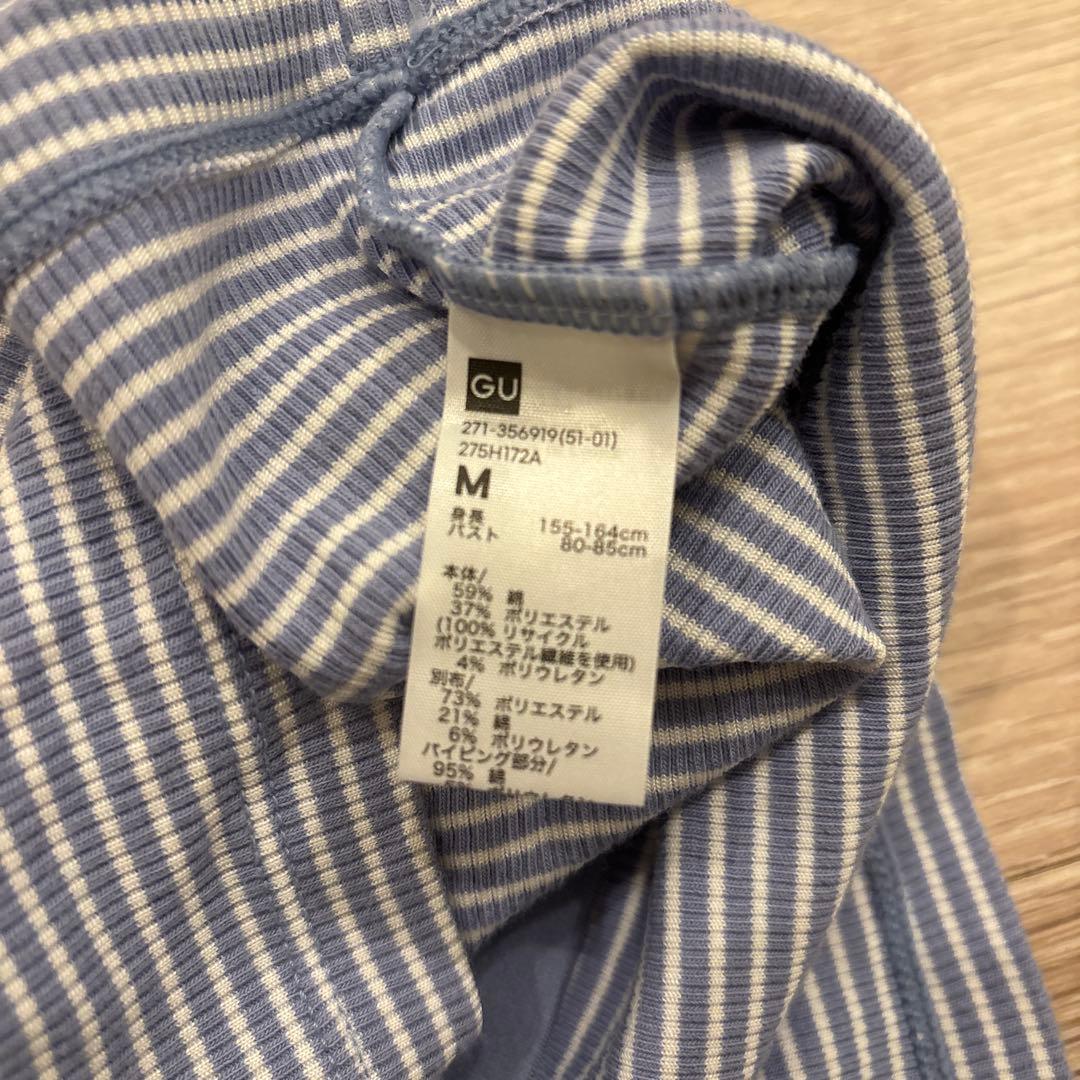 GU
271-356919(51-01)
275H172A
M
身長 155-164cm
バスト 80-85cm
本体/
59% 綿
37% ポリエステル
(100% リサイクル
ポリエステル繊維を使用)
4% ポリウレタン
別布/
73% ポリエステル
21% 綿
6% ポリウレタン
パイピング部分/
95% 綿